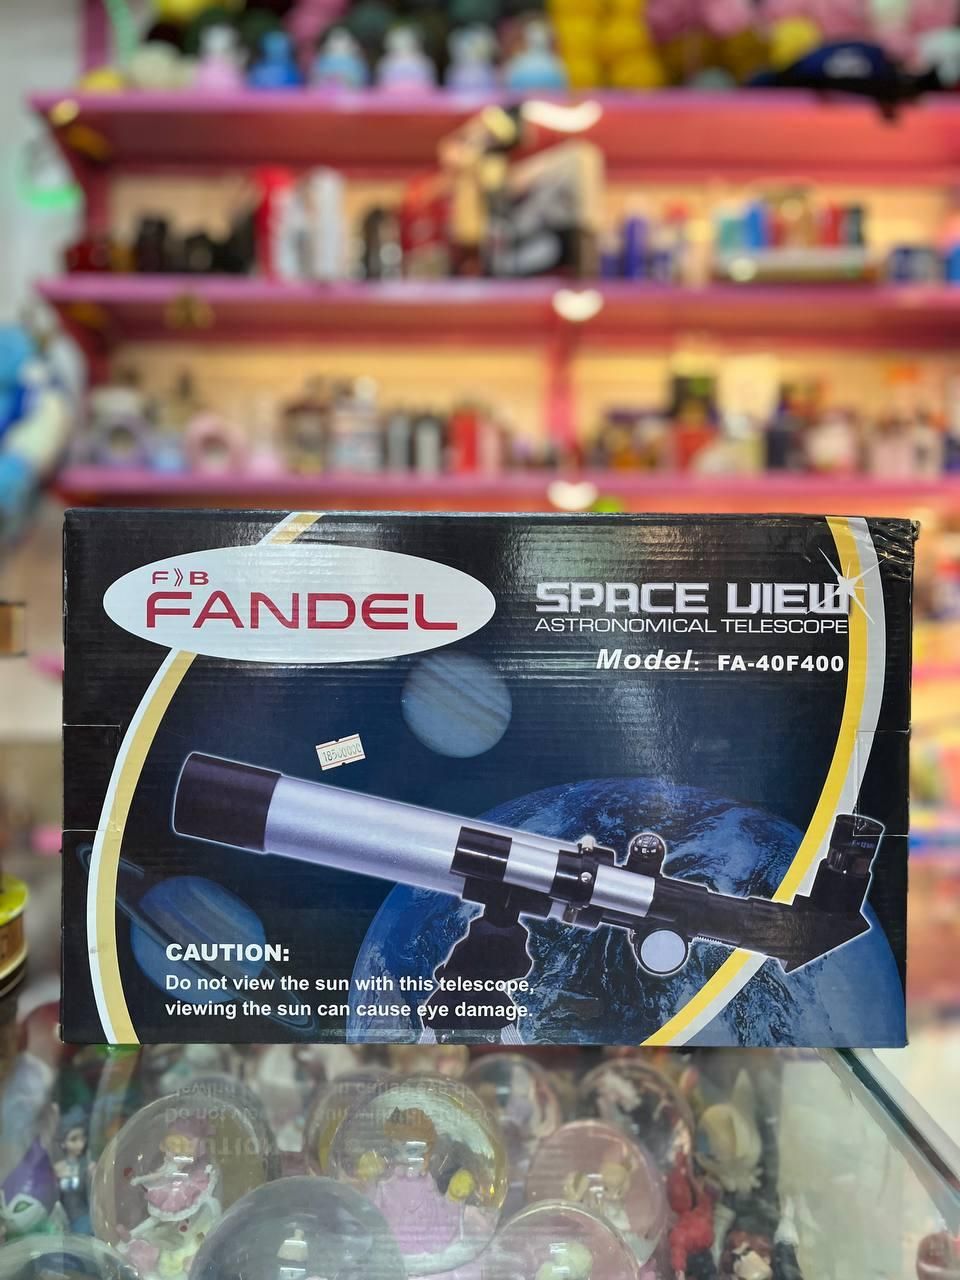 F》B
FANDEL
SPACE VIEW
ASTRONOMICAL TELESCOPE
Model: FA-40F400
18500000
CAUTION:
Do not view the sun with this telescope,
viewing the sun can cause eye damage.